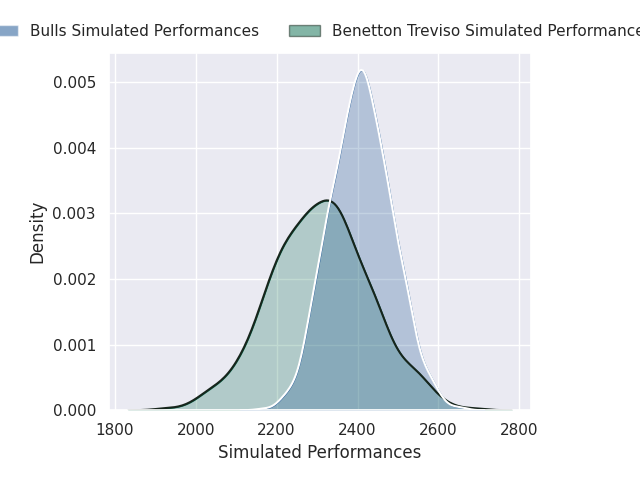 Bulls Simulated Performances
Benetton Treviso Simulated Performance
0.005
0.004
0.003
0.002
0.001
0.000
Density
1800 2000 2200 2400 2600 2800
Simulated Performances